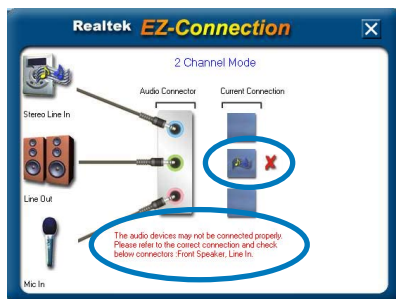 Realtek EZ-Connection
2 Channel Mode
Audio Connector
Current Connection
Stereo Line In
Line Out
The audio devices may not be connected properly.
Please refer to the correct connection and check
below connectors :Front Speaker, Line In.
Mic In